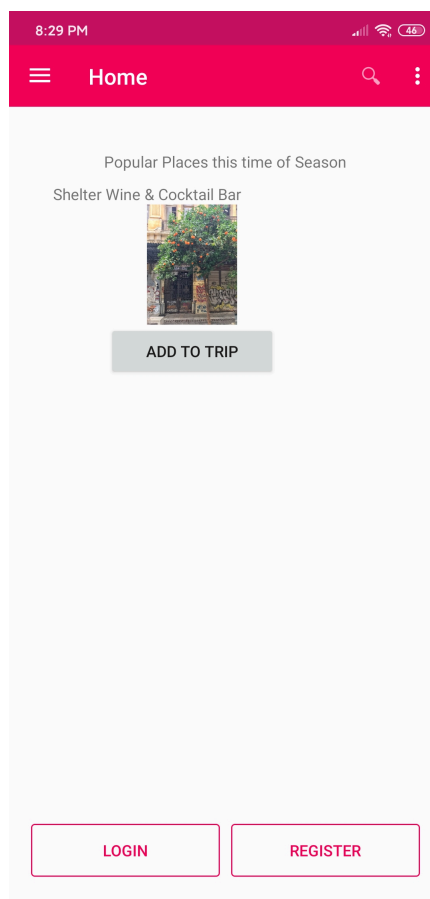 8:29 PM 46
Home
Popular Places this time of Season
Shelter Wine & Cocktail Bar
ADD TO TRIP
LOGIN REGISTER